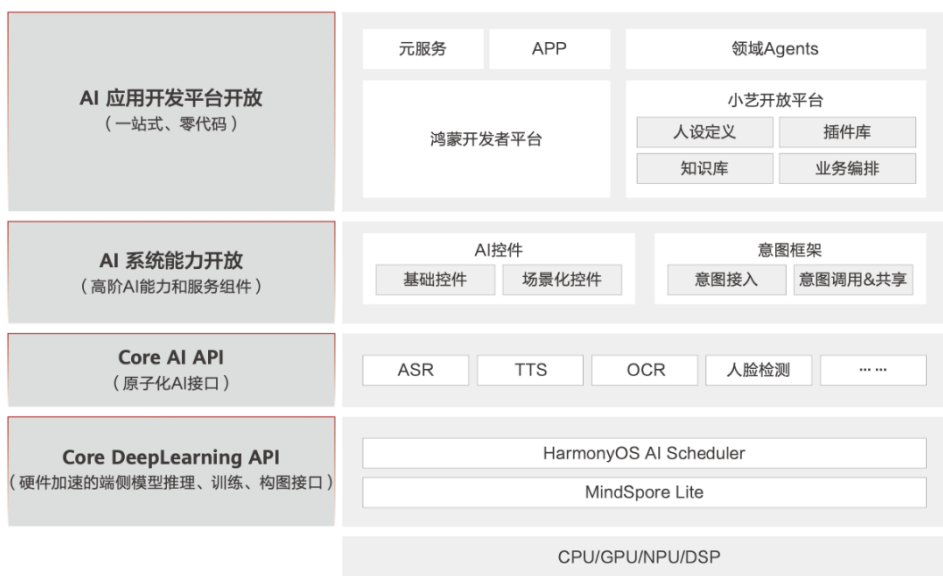 AI 应用开发平台开放
（一站式、零代码）
元服务
APP
领域Agents
鸿蒙开发者平台
小艺开放平台
人设定义
插件库
知识库
业务编排
AI 系统能力开放
（高阶AI能力和服务组件）
AI控件
基础控件
场景化控件
意图框架
意图接入
意图调用&共享
Core AI API
（原子化AI接口）
ASR
TTS
OCR
人脸检测
… …
Core DeepLearning API
（硬件加速的端侧模型推理、训练、构图接口）
HarmonyOS AI Scheduler
MindSpore Lite
CPU/GPU/NPU/DSP